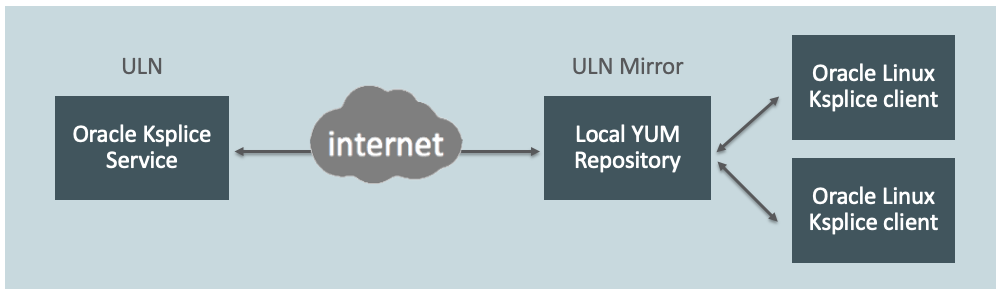 ULN
Oracle Ksplice
Service
internet
ULN Mirror
Local YUM
Repository
Oracle Linux
Ksplice client
Oracle Linux
Ksplice client